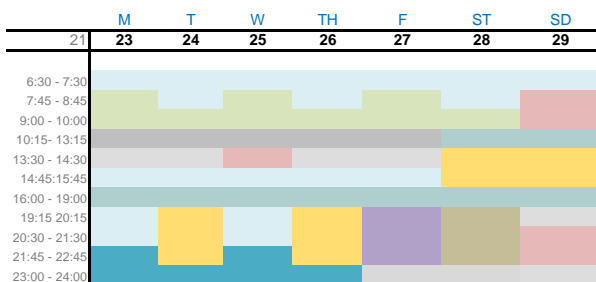 M T W TH F ST SD
21 23 24 25 26 27 28 29
6:30 - 7:30
7:45 - 8:45
9:00 - 10:00
10:15- 13:15
13:30 - 14:30
14:45:15:45
16:00 - 19:00
19:15 20:15
20:30 - 21:30
21:45 - 22:45
23:00 - 24:00